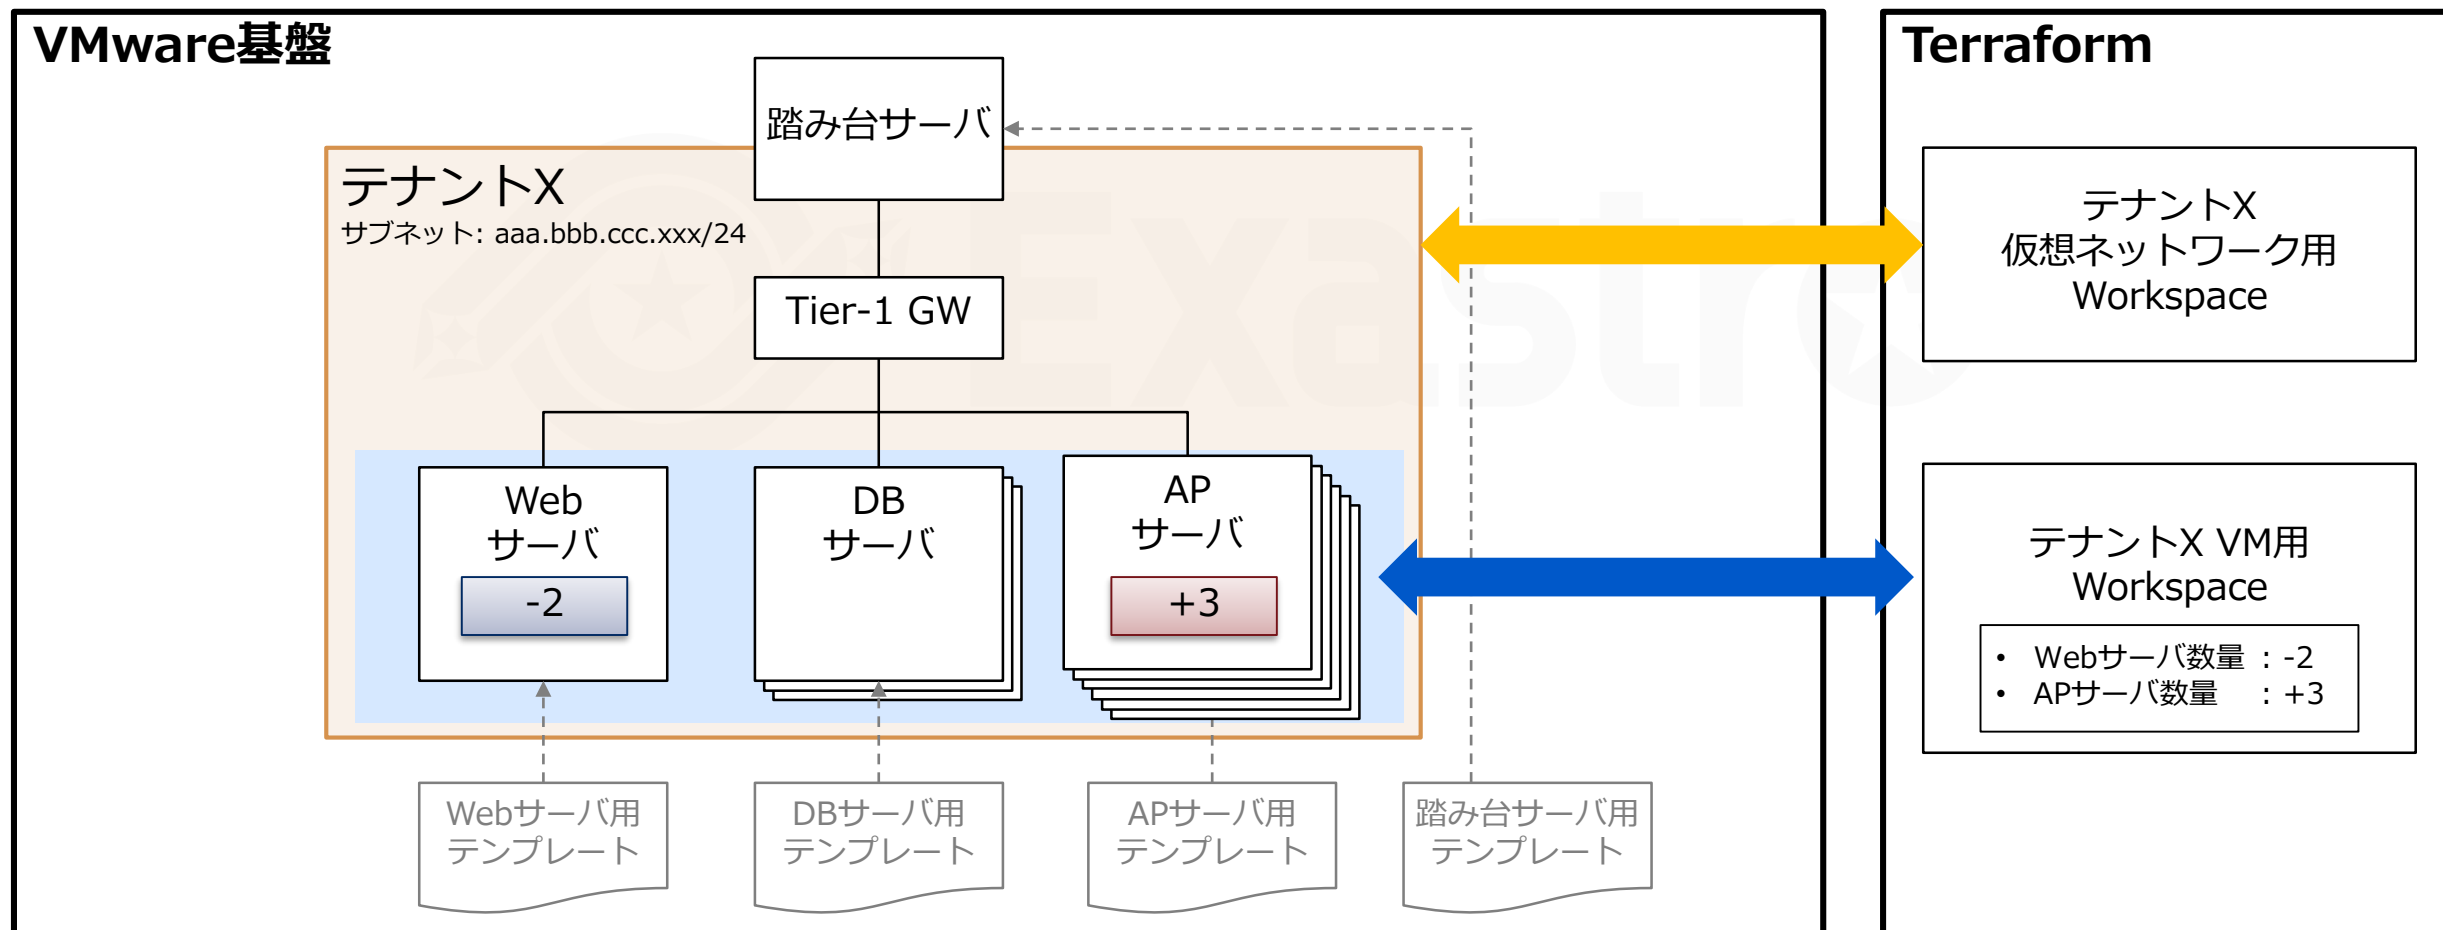 VMware基盤
Terraform
踏み台サーバ
テナントX
サブネット: aaa.bbb.ccc.xxx/24
Tier-1 GW
Web
サーバ
-2
DB
サーバ
AP
サーバ
+3
Webサーバ用
テンプレート
DBサーバ用
テンプレート
APサーバ用
テンプレート
踏み台サーバ用
テンプレート
テナントX
仮想ネットワーク用
Workspace
テナントX VM用
Workspace
• Webサーバ数量 : -2
• APサーバ数量 : +3
Exastro